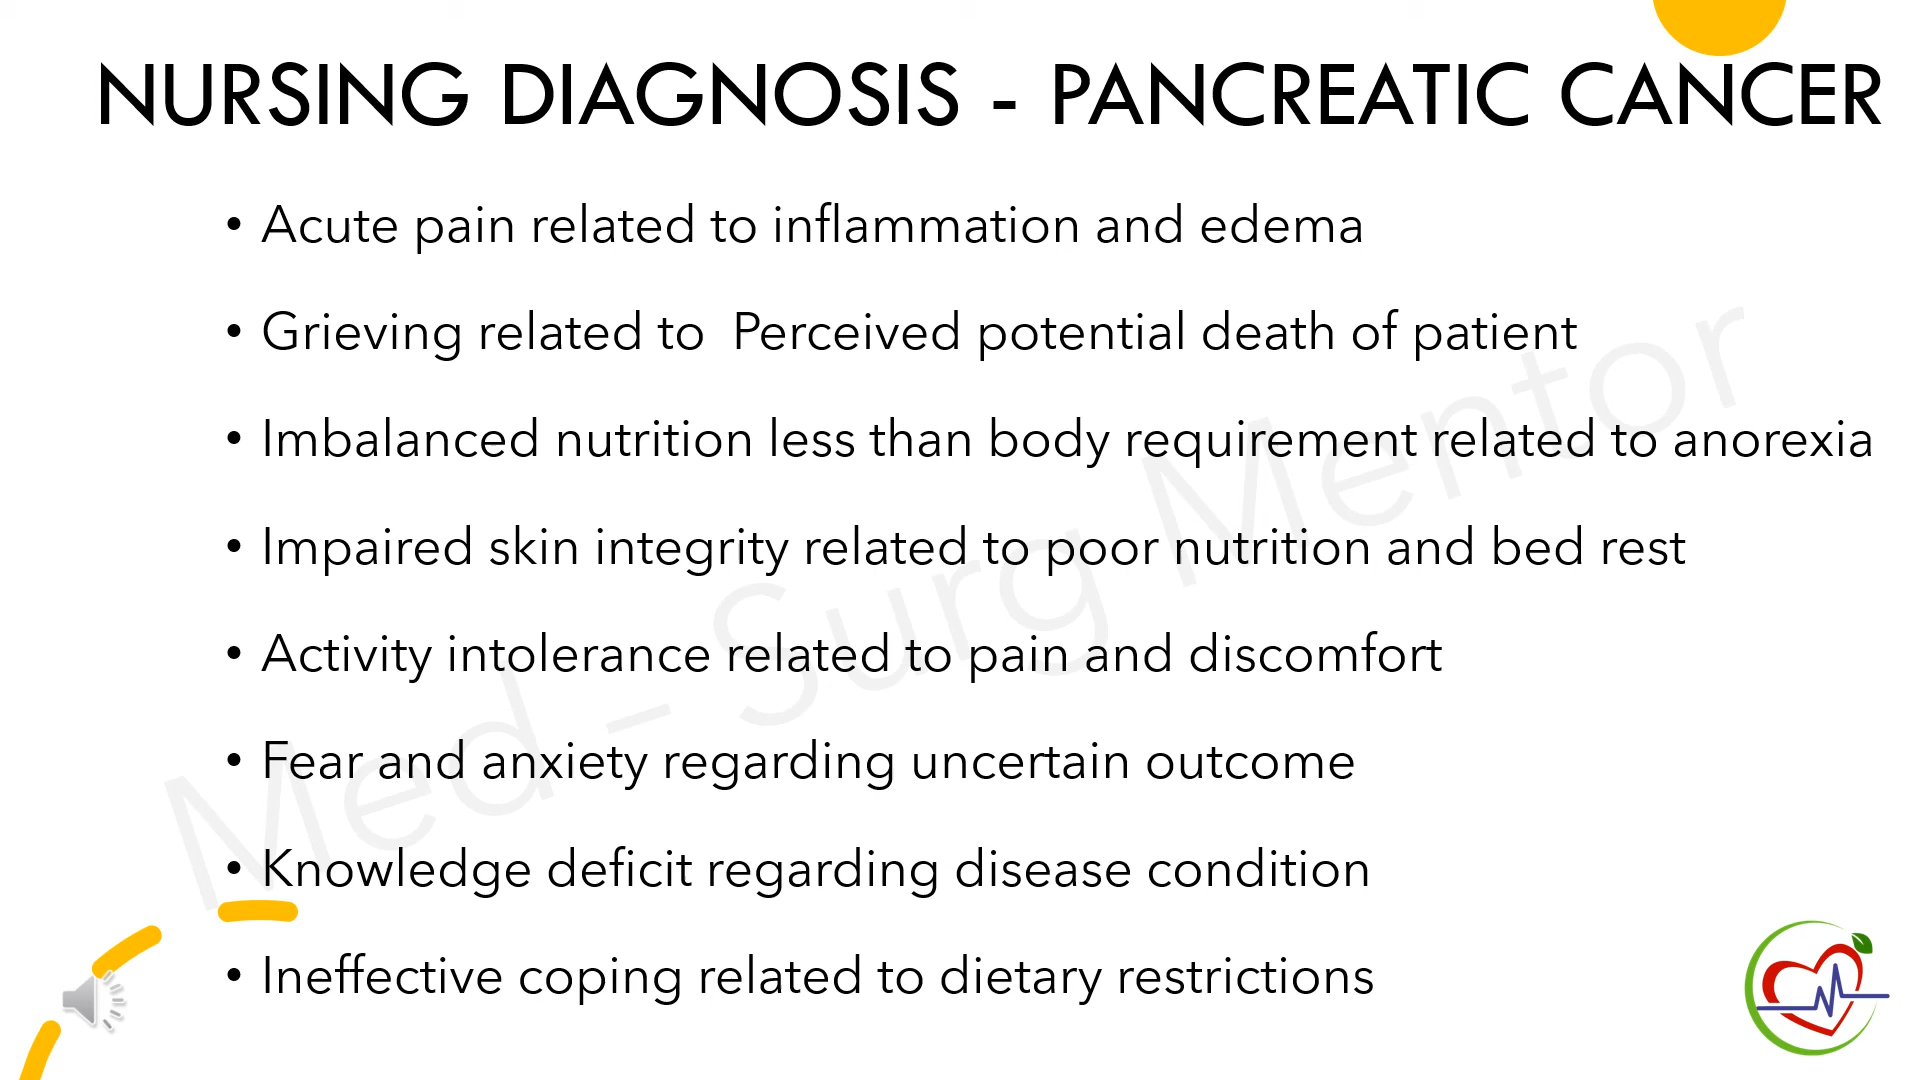 NURSING DIAGNOSIS - PANCREATIC CANCER
• Acute pain related to inflammation and edema
• Grieving related to  Perceived potential death of patient
• Imbalanced nutrition less than body requirement related to anorexia
• Impaired skin integrity related to poor nutrition and bed rest
• Activity intolerance related to pain and discomfort
• Fear and anxiety regarding uncertain outcome
• Knowledge deficit regarding disease condition
• Ineffective coping related to dietary restrictions
Med - Surg Mentor